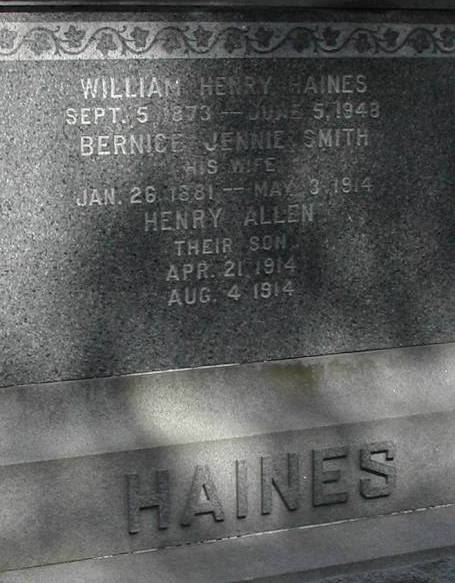 WILLIAM HENRY HAINES
SEPT. 5 1873 — JUNE 5, 1948
BERNICE JENNIE SMITH
HIS WIFE
JAN. 26, 1881 — MAY 3, 1914
HENRY ALLEN
THEIR SON
APR. 21, 1914
AUG. 4 1914
HAINES